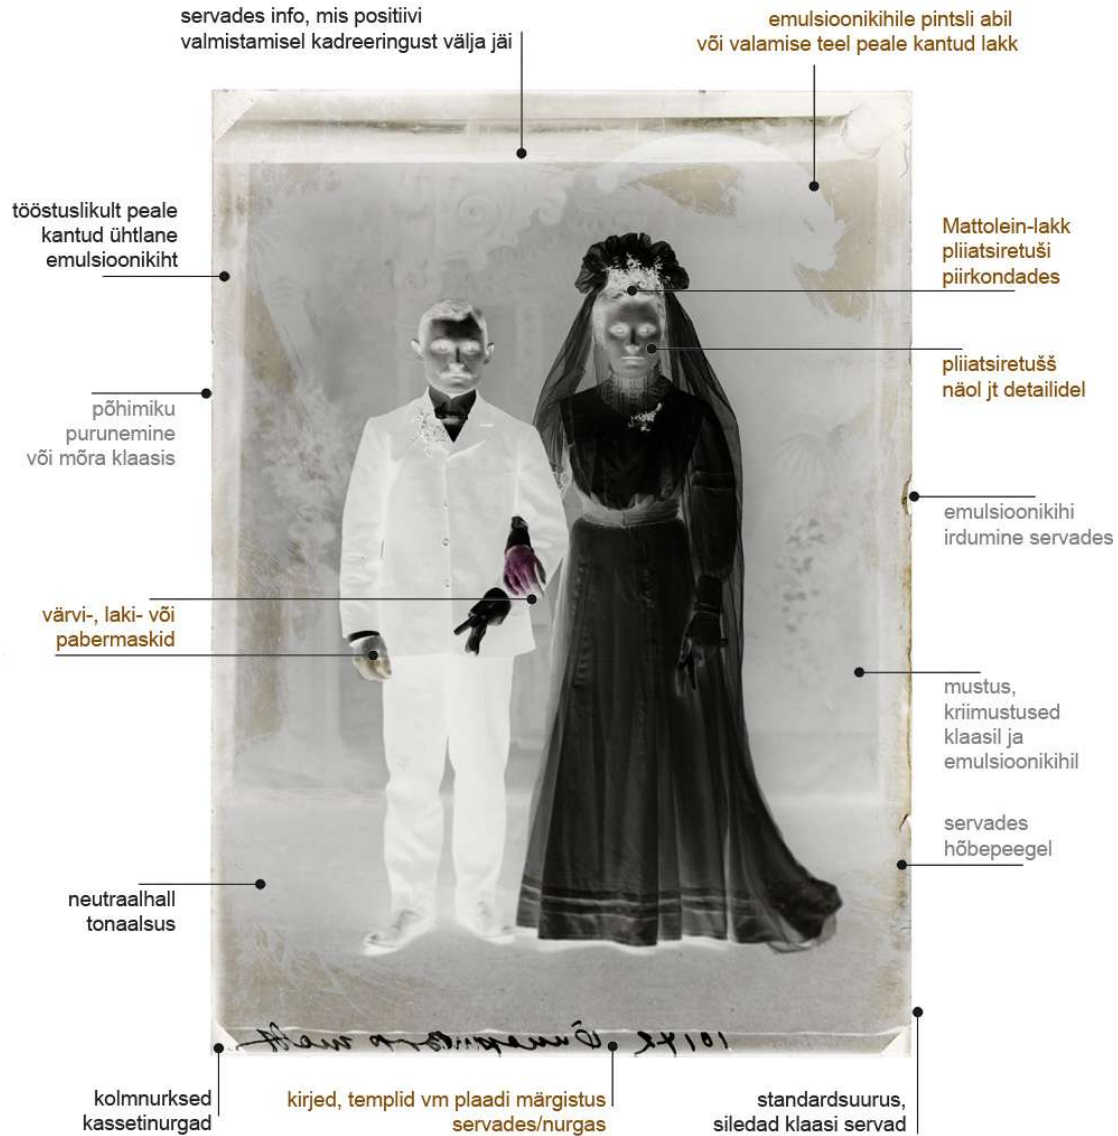 servades info, mis positiivi
valmistamisel kadreeringust välja jäi
emulsioonikihile pintsli abil
või valamise teel peale kantud lakk
tööstuslikult peale
kantud ühtlane
emulsioonikiht
Mattolein-lakk
pliiatsiretuši
piirkondades
pliiatsiretušš
näol jt detailidel
põhimiku
purunemine
või mõra klaasis
emulsioonikihi
irdumine servades
värvi-, laki- või
pabermaskid
mustus,
kriimustused
klaasil ja
emulsioonikihil
servades
hõbepeegel
neutraalhall
tonaalsus
10142
kolmnurksed
kassetinurgad
kirjed, templid vm plaadi märgistus
servades/nurgas
standardsuurus,
siledad klaasi servad